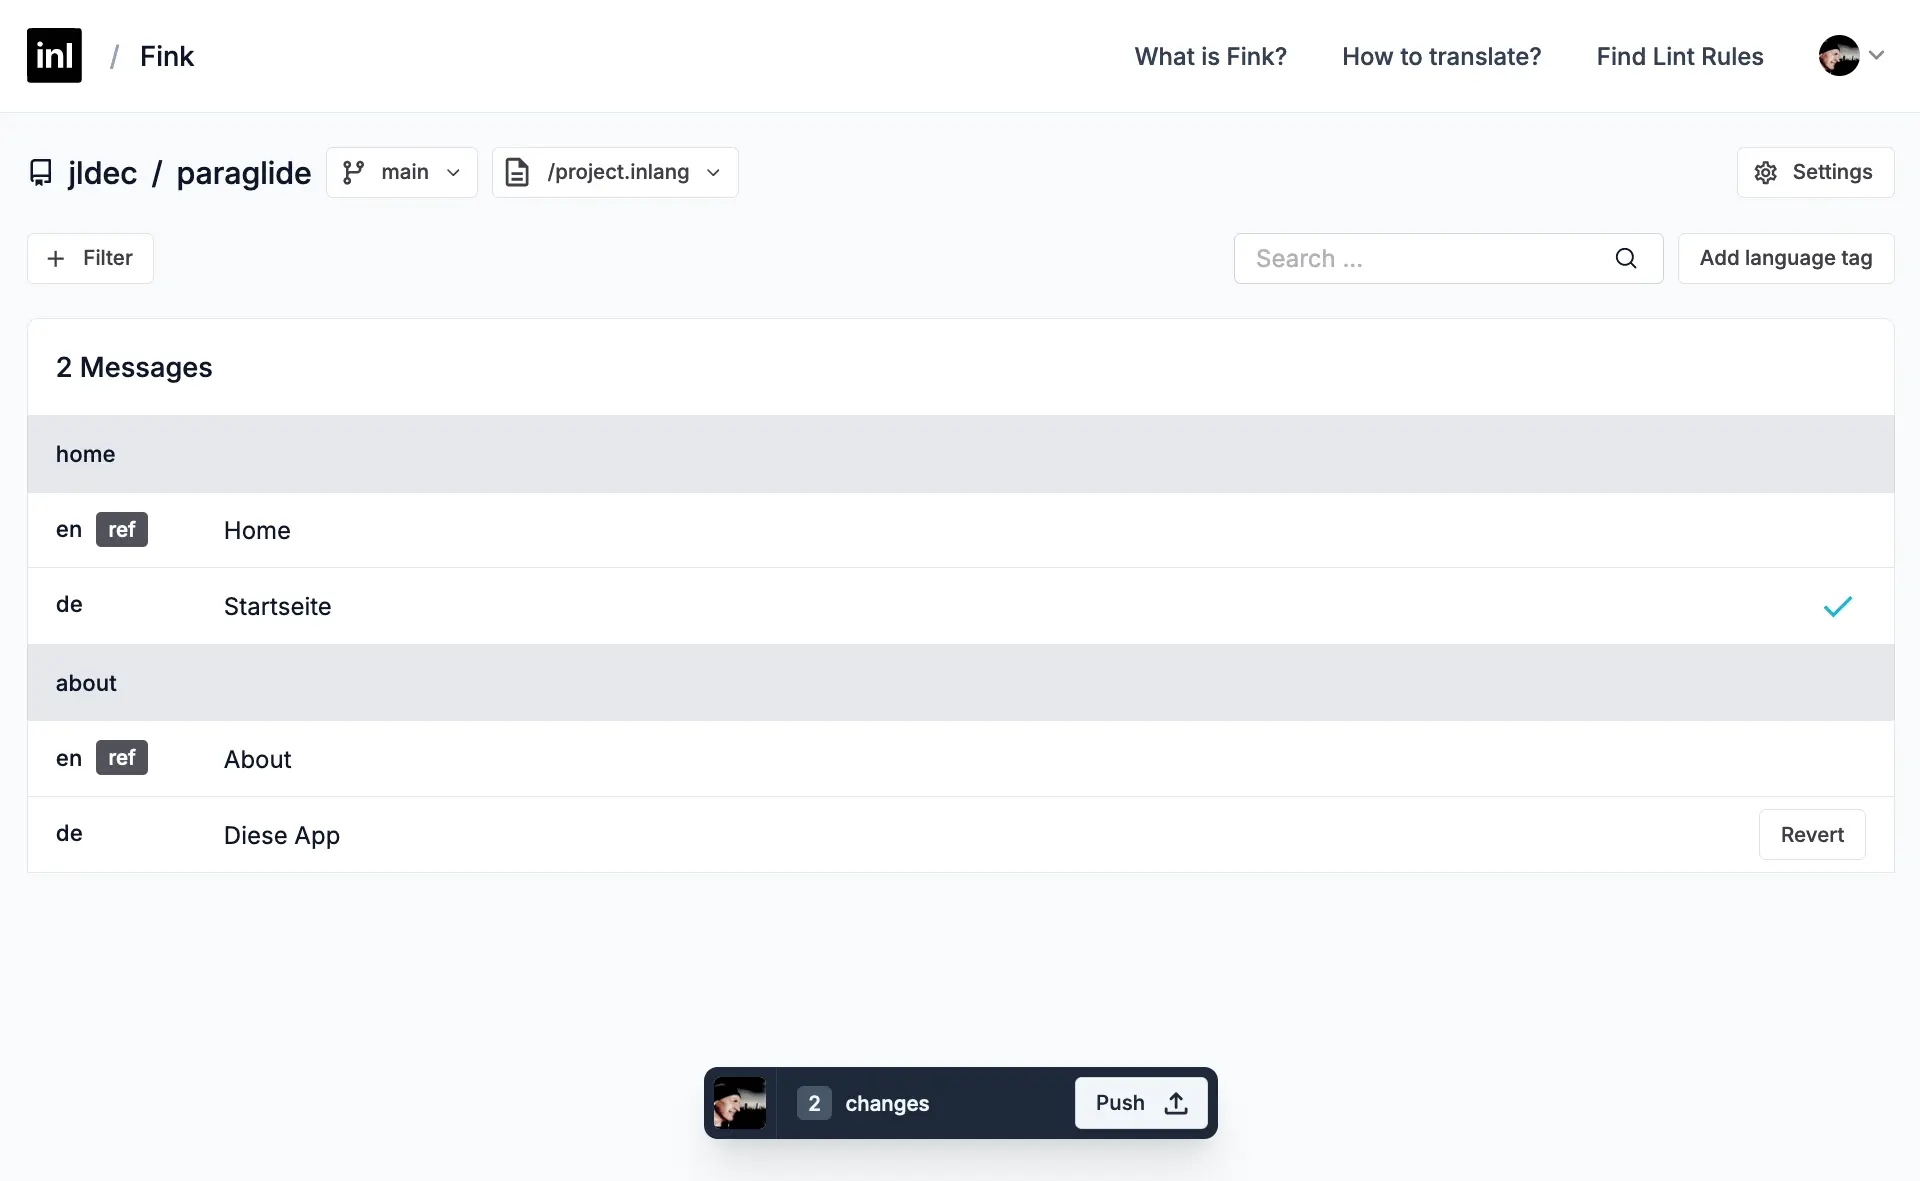 inl / Fink What is Fink? How to translate? Find Lint Rules
jldec / paraglide main /project.inlang Settings
Filter Search ... Add language tag
2 Messages
home
en ref Home
de Startseite
about
en ref About
de Diese App Revert
2 changes Push